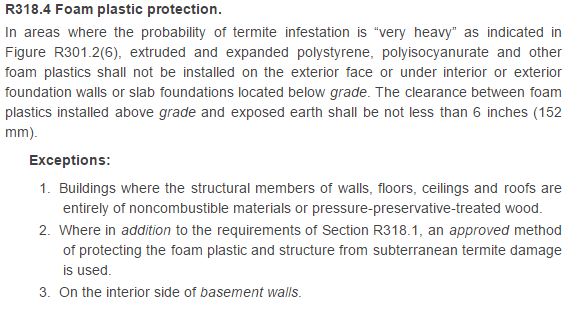 R318.4 Foam plastic protection.
In areas where the probability of termite infestation is “very heavy” as indicated in
Figure R301.2(6), extruded and expanded polystyrene, polyisocyanurate and other
foam plastics shall not be installed on the exterior face or under interior or exterior
foundation walls or slab foundations located below grade. The clearance between foam
plastics installed above grade and exposed earth shall be not less than 6 inches (152
mm).
Exceptions:
1. Buildings where the structural members of walls, floors, ceilings and roofs are
entirely of noncombustible materials or pressure-preservative-treated wood.
2. Where in addition to the requirements of Section R318.1, an approved method
of protecting the foam plastic and structure from subterranean termite damage
is used.
3. On the interior side of basement walls.